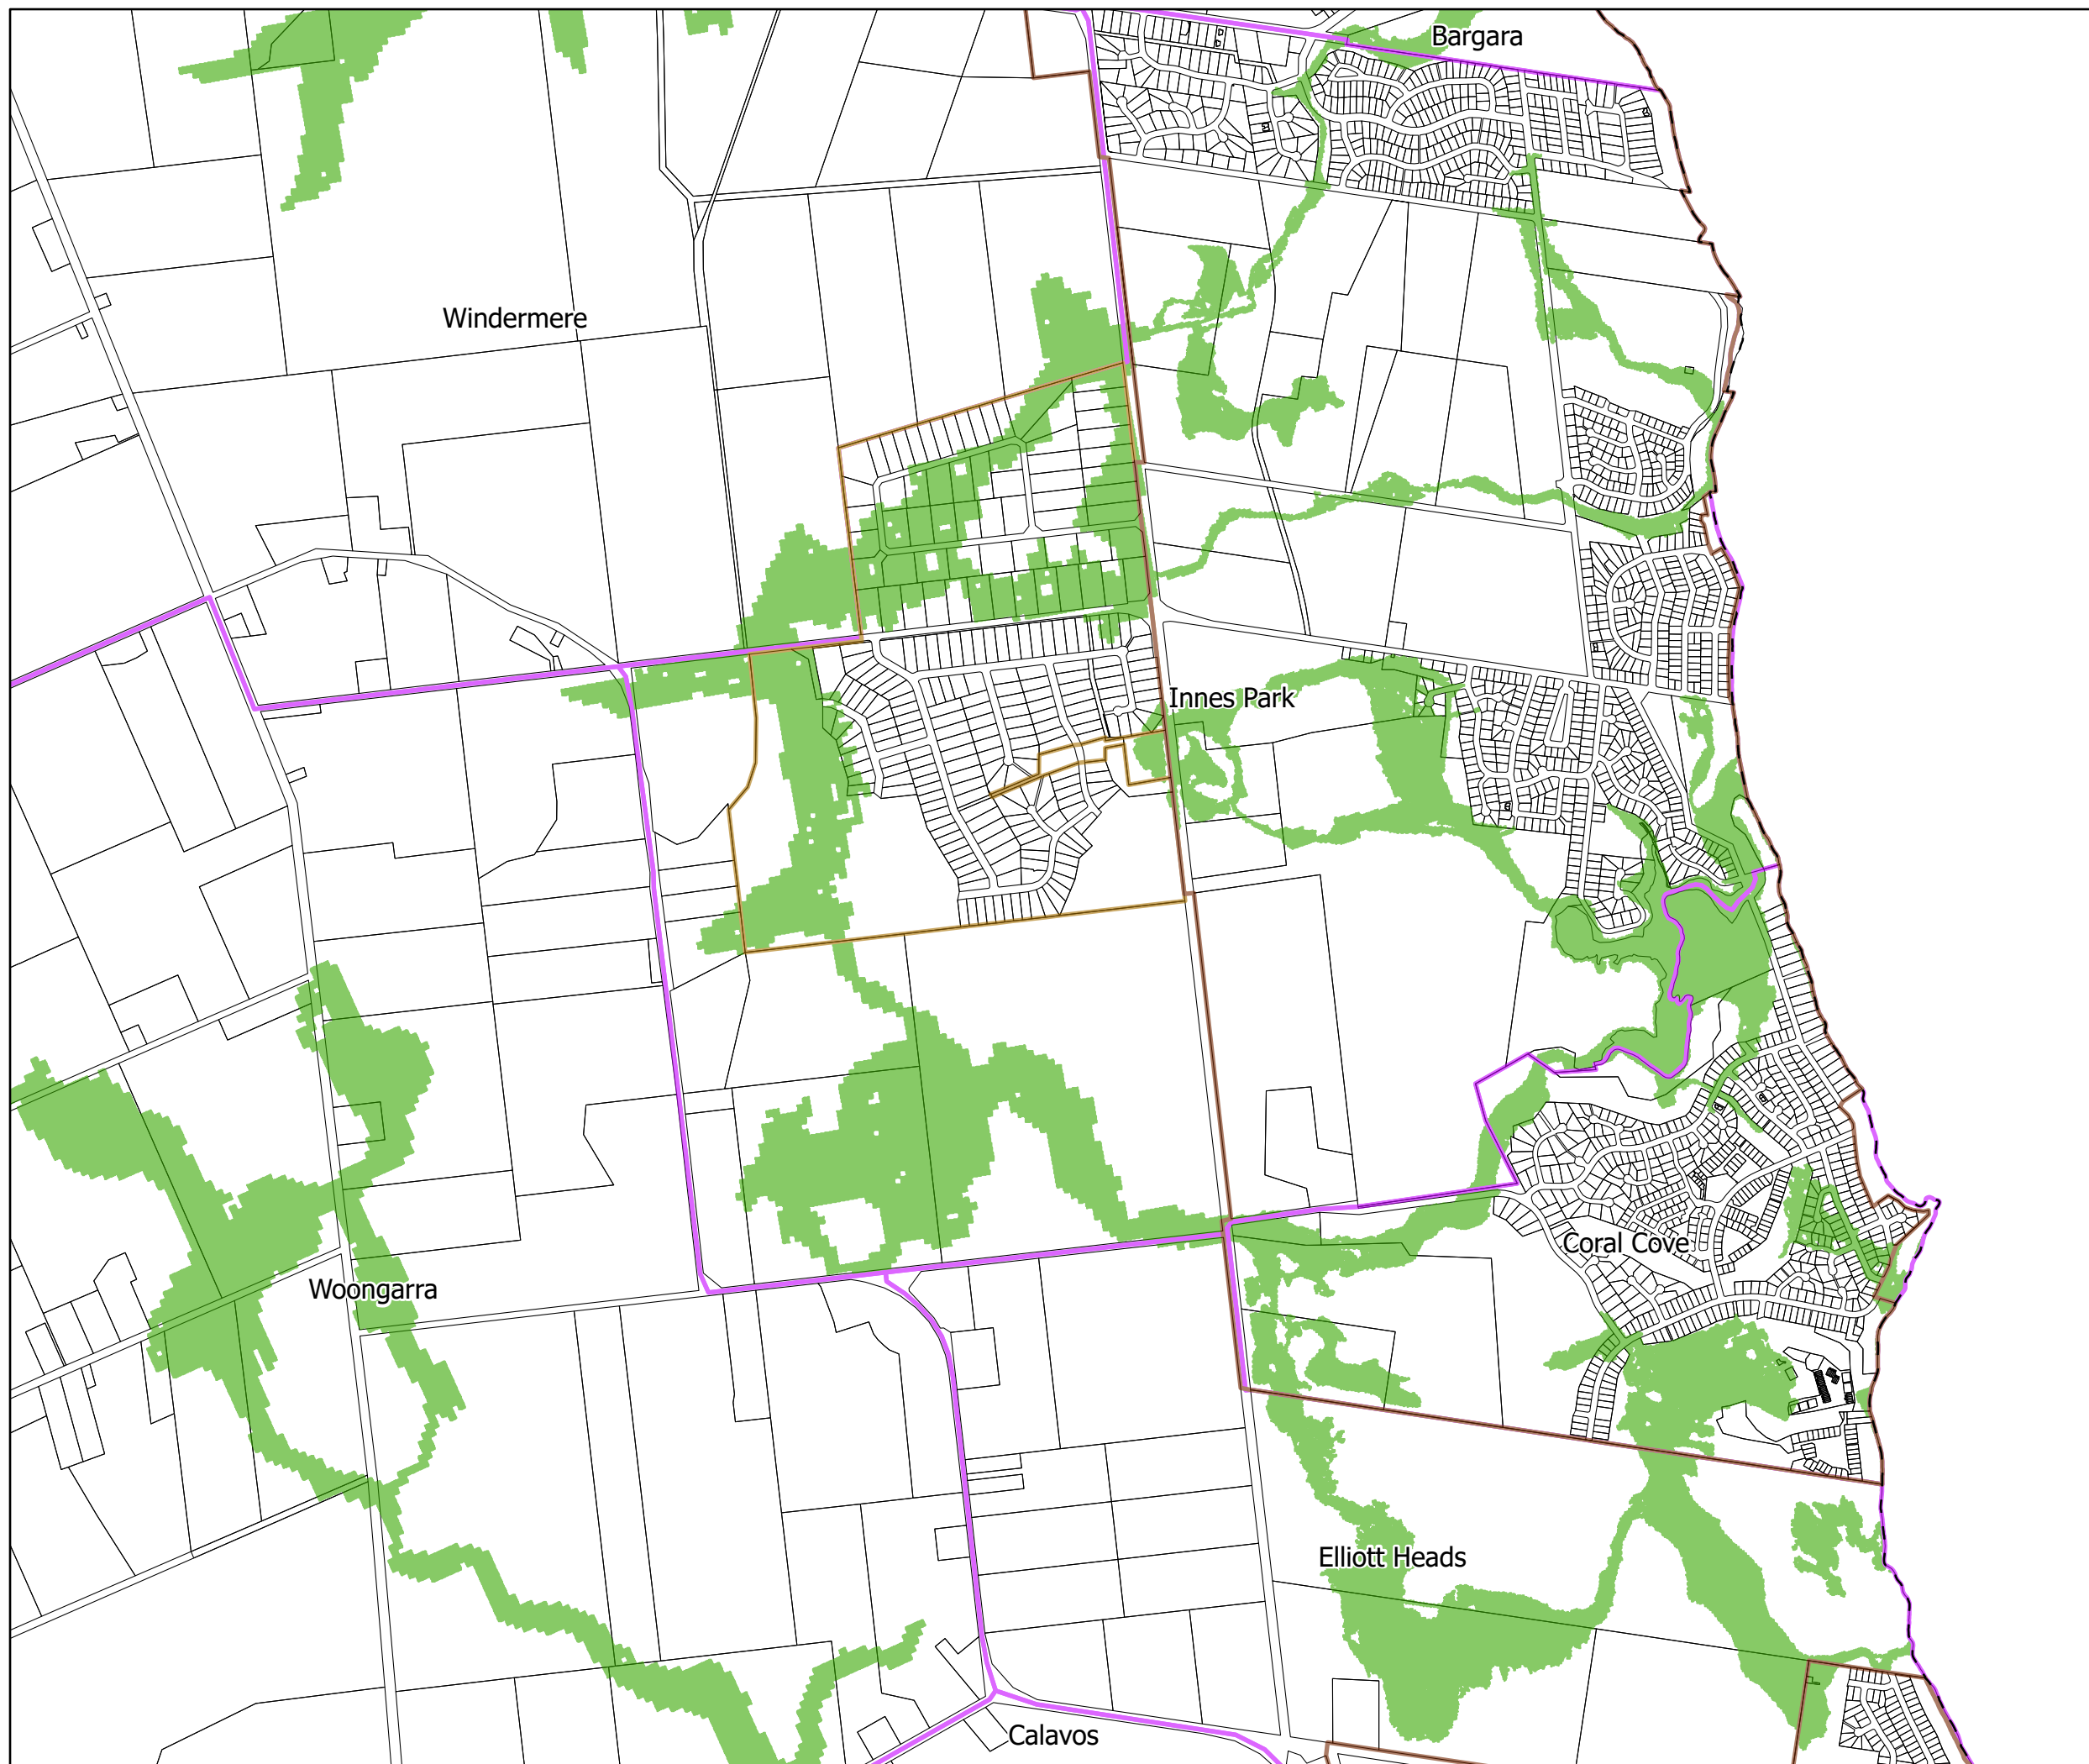 Bargara
Windermere
Innes Park
Coral Cove
Woongarra
Elliott Heads
Calavos